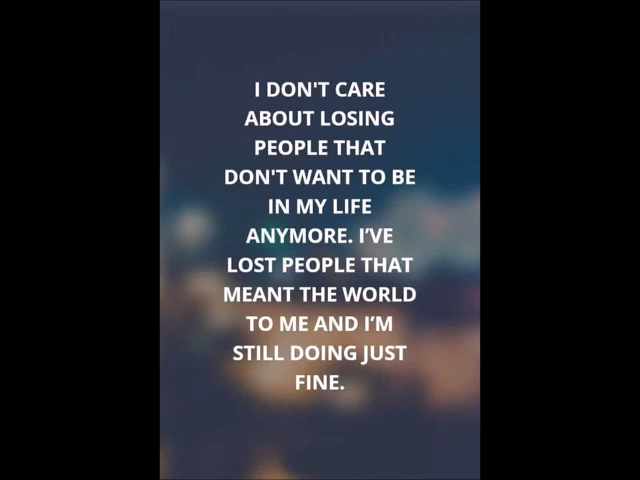 I DON'T CARE
ABOUT LOSING
PEOPLE THAT
DON'T WANT TO BE
IN MY LIFE
ANYMORE. I’VE
LOST PEOPLE THAT
MEANT THE WORLD
TO ME AND I’M
STILL DOING JUST
FINE.